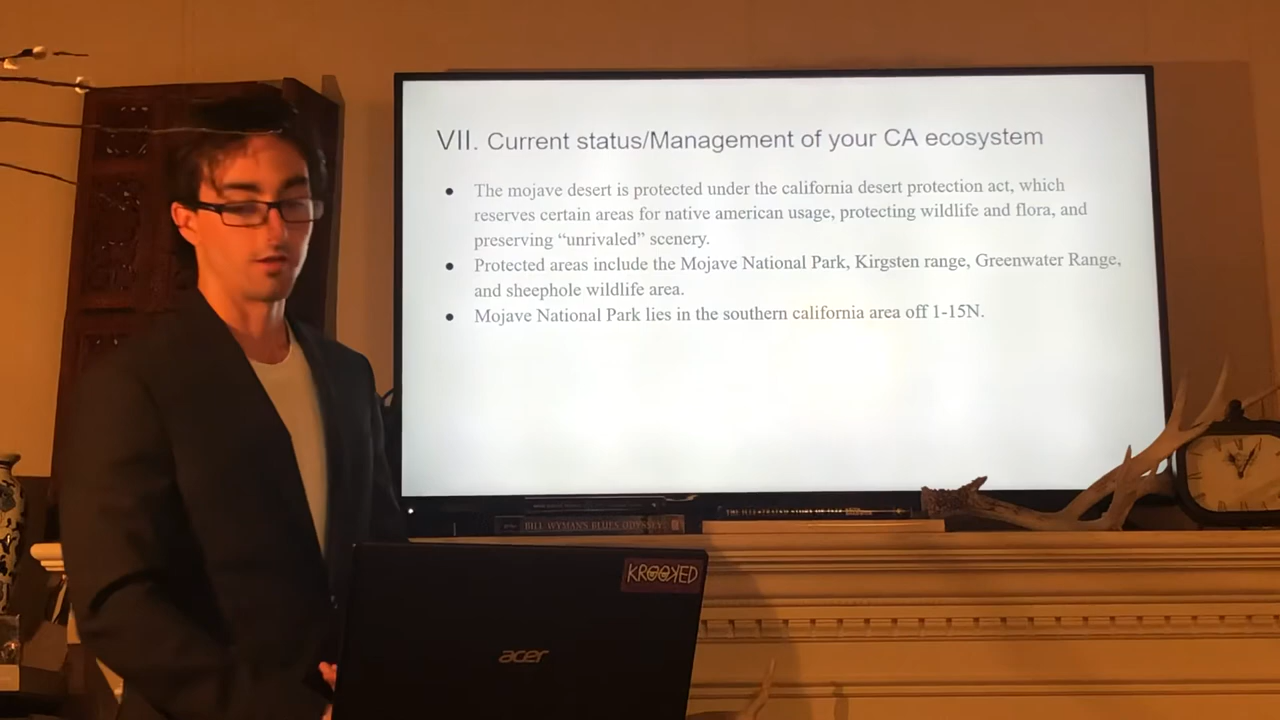 VII. Current status/Management of your CA ecosystem
● The mojave desert is protected under the california desert protection act, which
reserves certain areas for native american usage, protecting wildlife and flora, and
preserving “unrivaled” scenery.
● Protected areas include the Mojave National Park, Kirgsten range, Greenwater Range,
and sheephole wildlife area.
● Mojave National Park lies in the southern california area off 1-15N.
BILL WYMAN'S BLUES ODYSSEY
KROOKED
acer